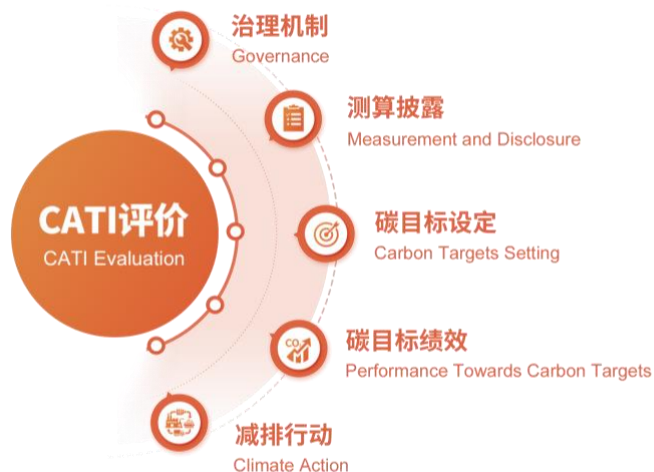 治理机制
Governance
测算披露
Measurement and Disclosure
CATI评价
CATI Evaluation
碳目标设定
Carbon Targets Setting
CO₂
碳目标绩效
Performance Towards Carbon Targets
减排行动
Climate Action